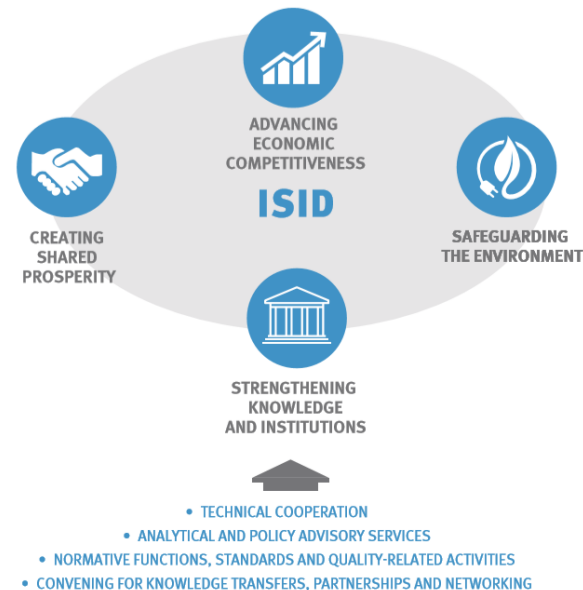 ADVANCING
ECONOMIC
COMPETITIVENESS
ISID
CREATING
SHARED
PROSPERITY
SAFEGUARDING
THE ENVIRONMENT
STRENGTHENING
KNOWLEDGE
AND INSTITUTIONS
• TECHNICAL COOPERATION
• ANALYTICAL AND POLICY ADVISORY SERVICES
• NORMATIVE FUNCTIONS, STANDARDS AND QUALITY-RELATED ACTIVITIES
• CONVENING FOR KNOWLEDGE TRANSFERS, PARTNERSHIPS AND NETWORKING